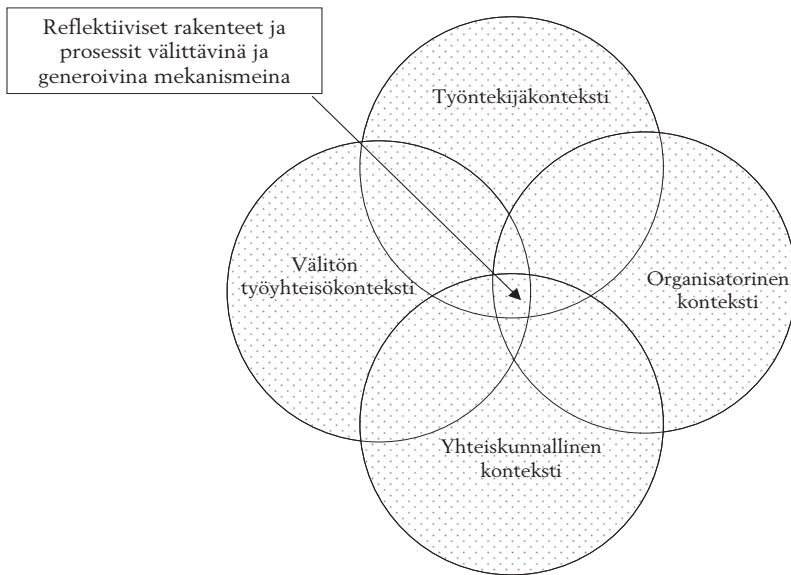 Reflektiiviset rakenteet ja
prosessit välittävinä ja
generoivina mekanismeina
Työntekijäkonteksti
Välitön
työyhteisökonteksti
Organisatorinen
konteksti
Yhteiskunnallinen
konteksti